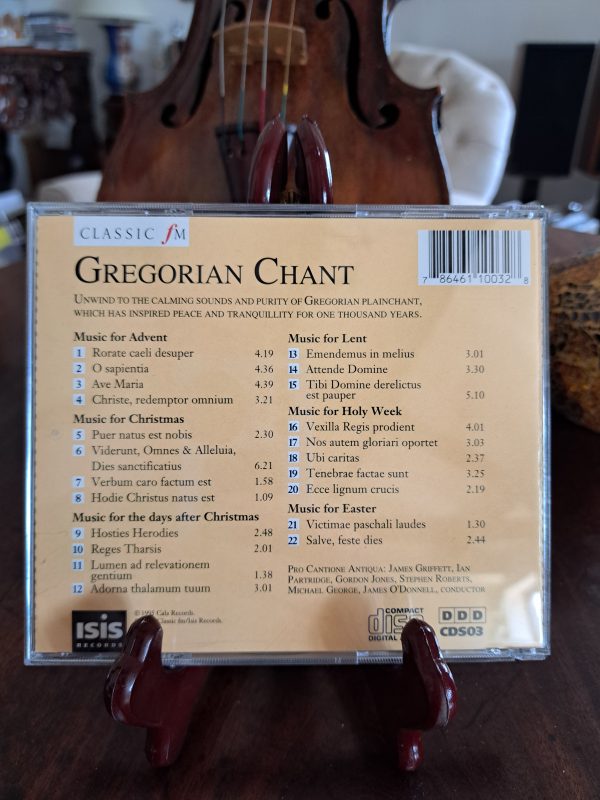 CLASSIC fM
7 86461 10032 8
GREGORIAN CHANT
UNWIND TO THE CALMING SOUNDS AND PURITY OF GREGORIAN PLAINCHANT,
WHICH HAS INSPIRED PEACE AND TRANQUILLITY FOR ONE THOUSAND YEARS.
Music for Advent
1 Rorate caeli desuper 4.19
2 O sapientia 4.36
3 Ave Maria 4.39
4 Christe, redemptor omnium 3.21
Music for Christmas
5 Puer natus est nobis 2.30
6 Viderunt, Omnes & Alleluia,
Dies sanctificatius 6.21
7 Verbum caro factum est 1.58
8 Hodie Christus natus est 1.09
Music for the days after Christmas
9 Hosties Herodies 2.48
10 Reges Tharsis 2.01
11 Lumen ad relevationem
gentium 1.38
12 Adorna thalamum tuum 3.01
Music for Lent
13 Emendemus in melius 3.01
14 Attende Domine 3.30
15 Tibi Domine derelictus
est pauper 5.10
Music for Holy Week
16 Vexilla Regis prodient 4.01
17 Nos autem gloriari oportet 3.03
18 Ubi caritas 2.37
19 Tenebrae factae sunt 3.25
20 Ecce lignum crucis 2.19
Music for Easter
21 Victimae paschali laudes 1.30
22 Salve, feste dies 2.44
PRO CANTIONE ANTIQUA: JAMES GRIFFETT, IAN
PARTRIDGE, GORDON JONES, STEPHEN ROBERTS,
MICHAEL GEORGE, JAMES O'DONNELL, CONDUCTOR
ISIS
RECORDS
Cala Records.
Classic fm/Isis Records.
COMPACT
disc
DIGITAL
DDD
CDS03